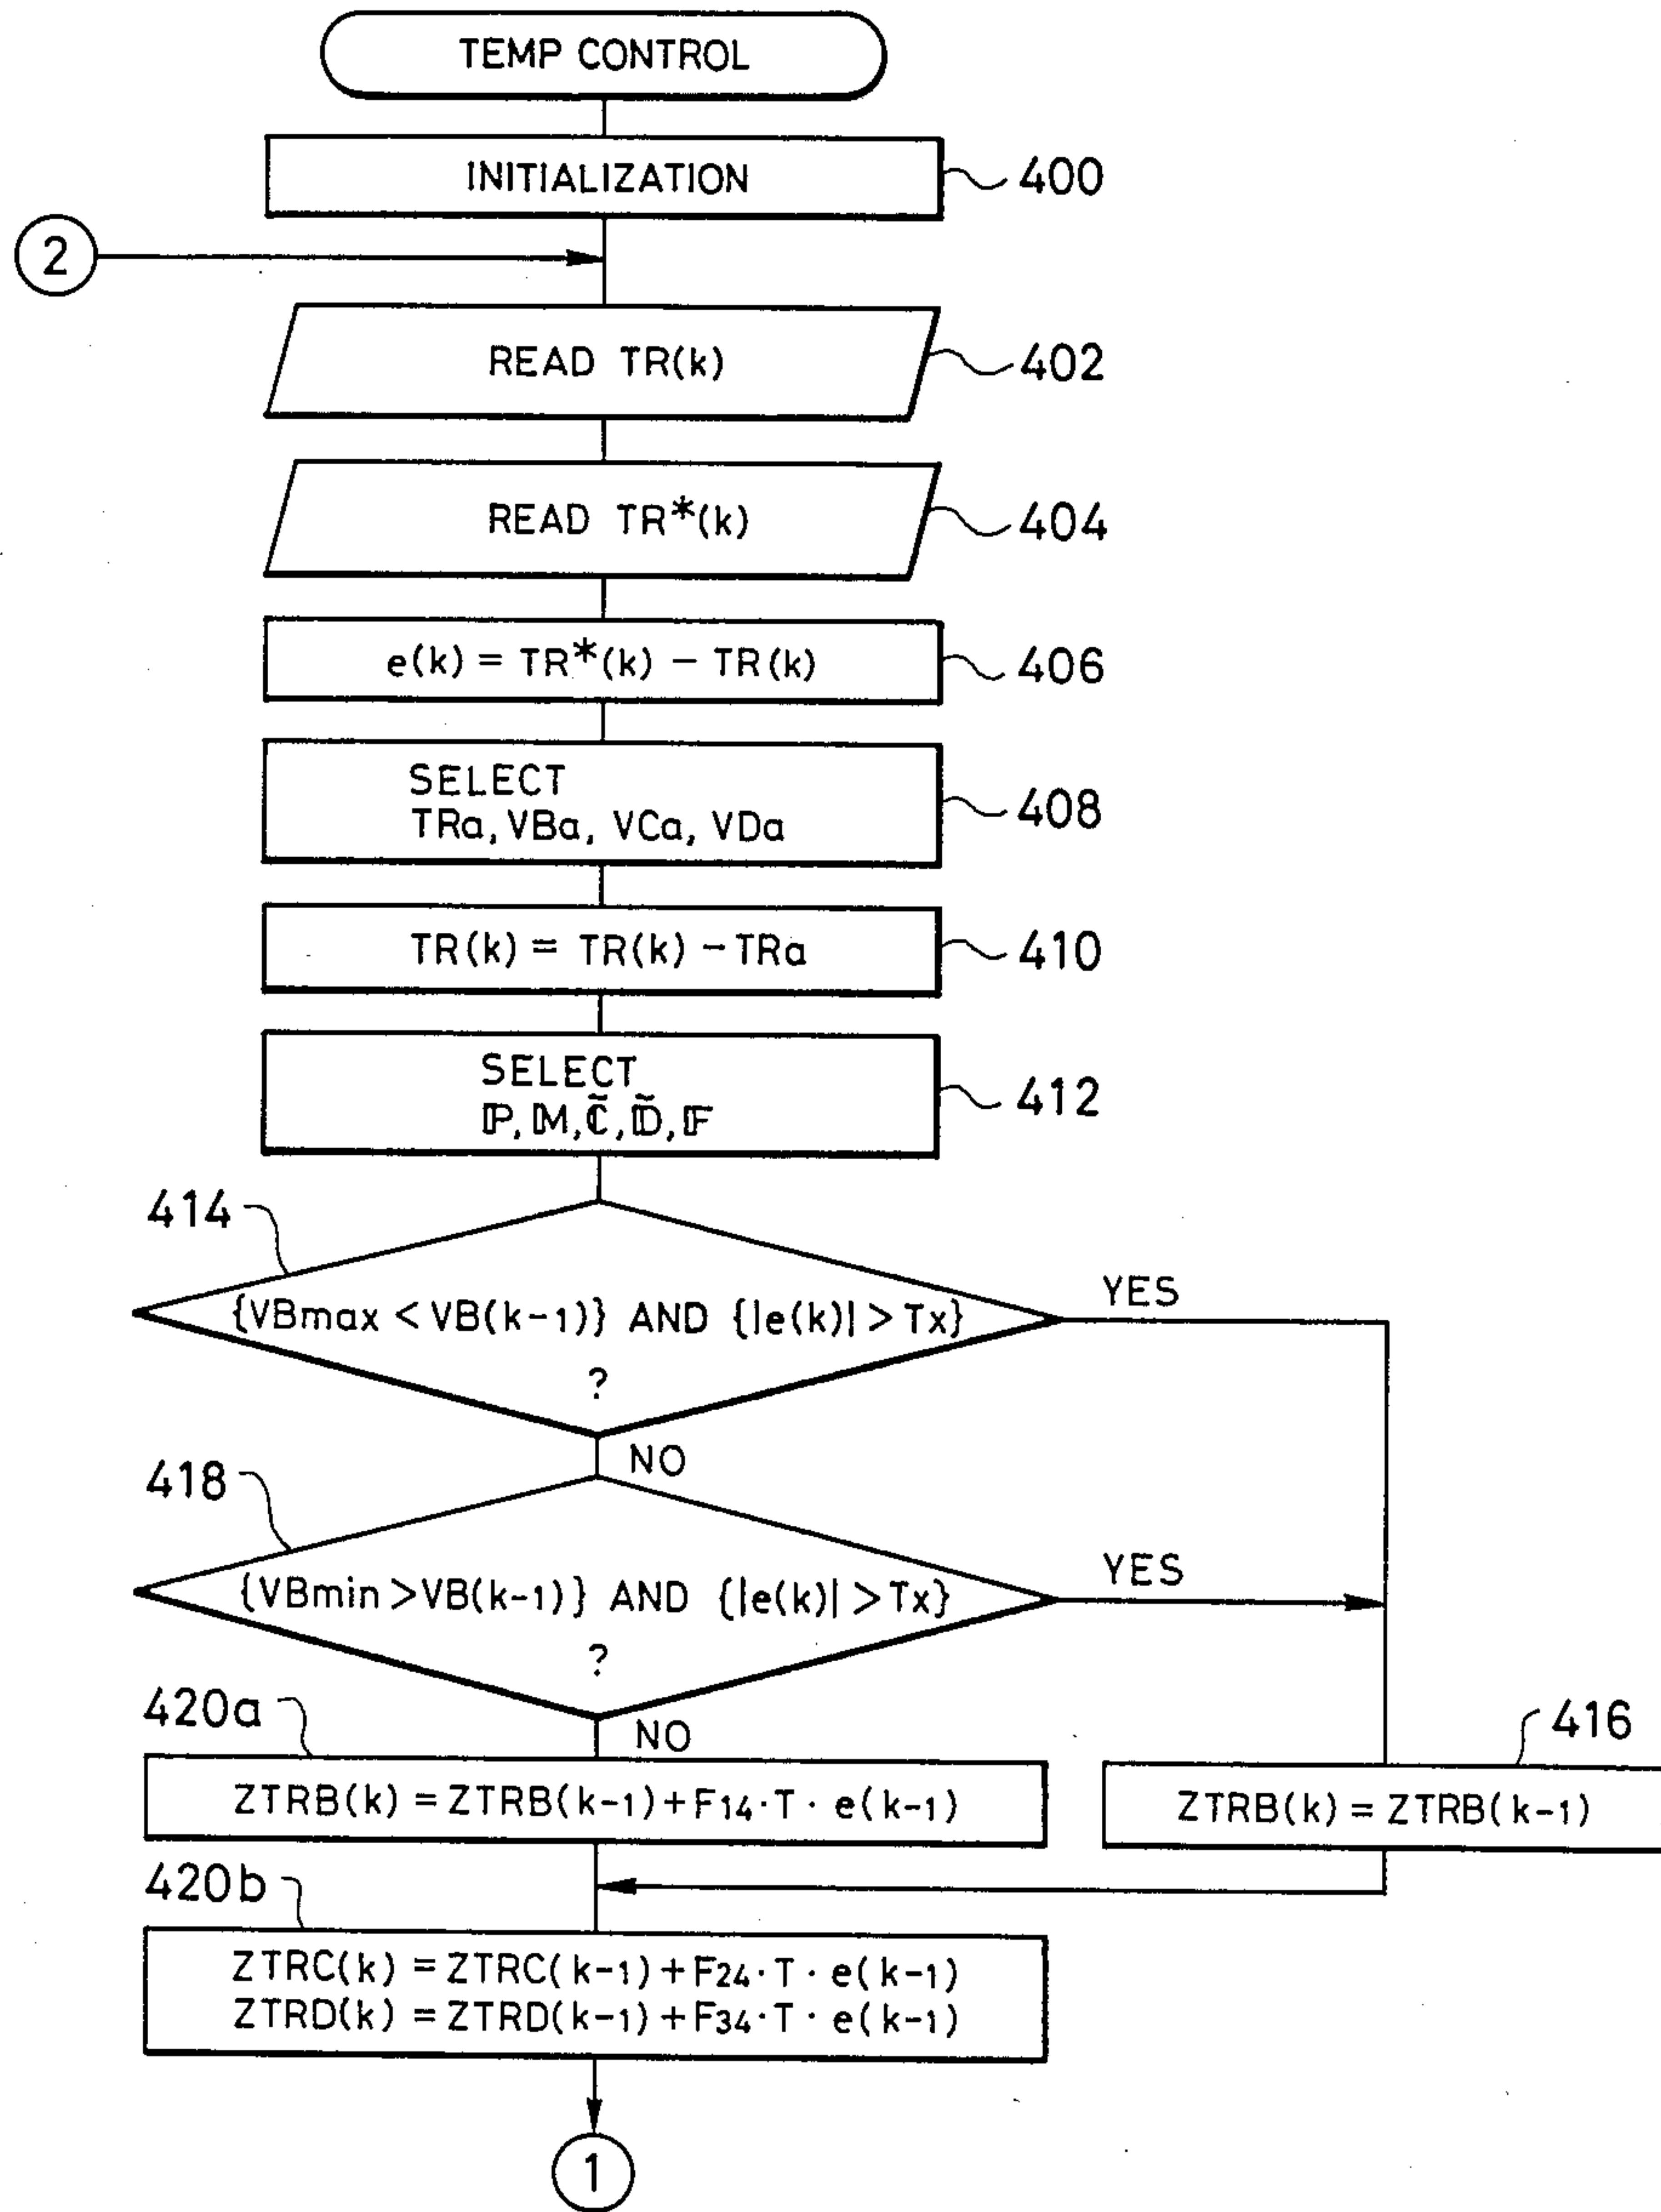 TEMP CONTROL
INITIALIZATION
400
2
READ TR(k)
402
READ TR*(k)
404
e(k) = TR*(k) - TR(k)
406
SELECT
TRa, VBa, VCa, VDa
408
TR(k) = TR(k) - TRa
410
SELECT
ℙ, 𝕄, ℂ̃, 𝔻̃, 𝔽
412
414
{VBmax < VB(k-1)} AND {|e(k)| > Tx}
?
YES
NO
418
{VBmin > VB(k-1)} AND {|e(k)| > Tx}
?
YES
NO
420a
ZTRB(k) = ZTRB(k-1) + F14·T·e(k-1)
416
ZTRB(k) = ZTRB(k-1)
420b
ZTRC(k) = ZTRC(k-1) + F24·T·e(k-1)
ZTRD(k) = ZTRD(k-1) + F34·T·e(k-1)
1